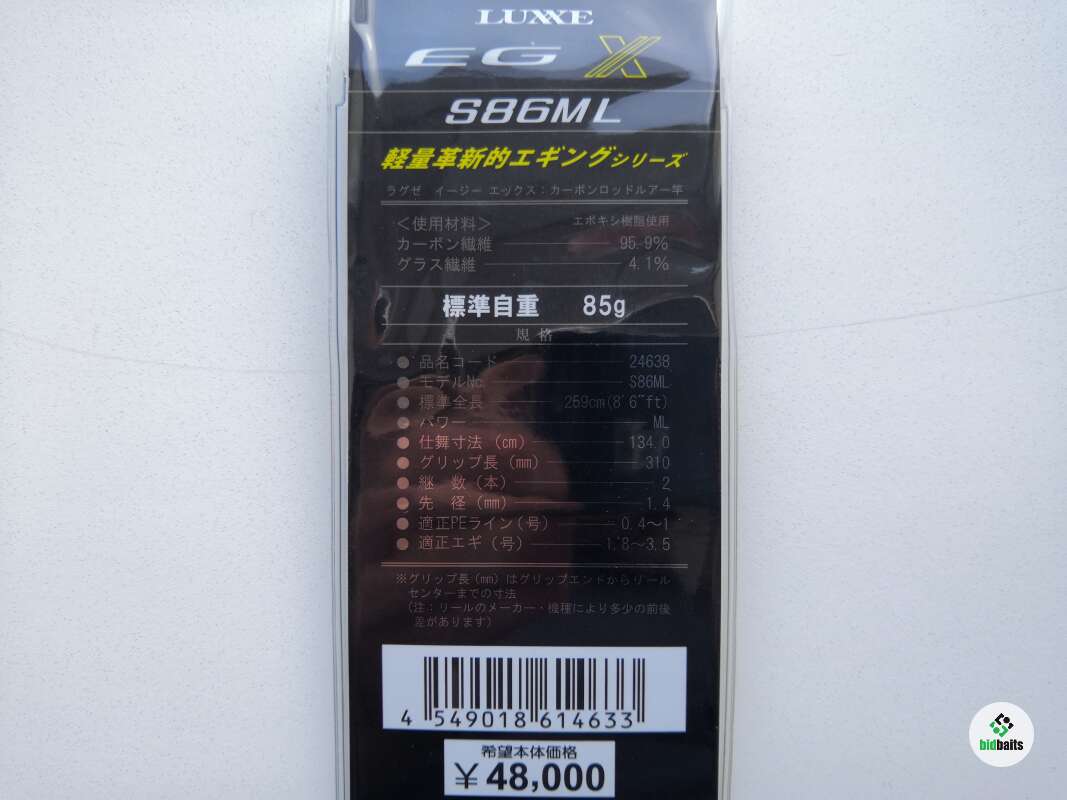 LUXXE
EG X
S86ML
軽量革新的エギングシリーズ
ラグゼ イージー エックス：カーボンロッドルアー竿
＜使用材料＞ エポキシ樹脂使用
カーボン繊維 95.9%
グラス繊維 4.1%
標準自重 85g
規格
● 品名コード 24638
● モデルNo. S86ML
● 標準全長 259cm(8'6"ft)
● パワー ML
● 仕舞寸法（cm） 134.0
● グリップ長（mm） 310
● 継 数（本） 2
● 先 径（mm） 1.4
● 適正PEライン（号） 0.4〜1
● 適正エギ（号） 1.8〜3.5
※グリップ長（mm）はグリップエンドからリール
センターまでの寸法
（注：リールのメーカー・機種により多少の前後
差があります）
4 549018 614633
希望本体価格
￥48,000
bidbaits